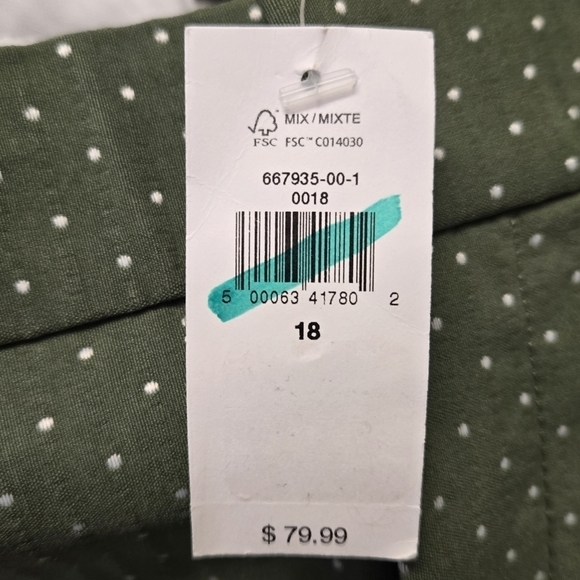 MIX / MIXTE
FSC FSC™ C014030
667935-00-1
0018
5 00063 41780 2
18
$ 79.99